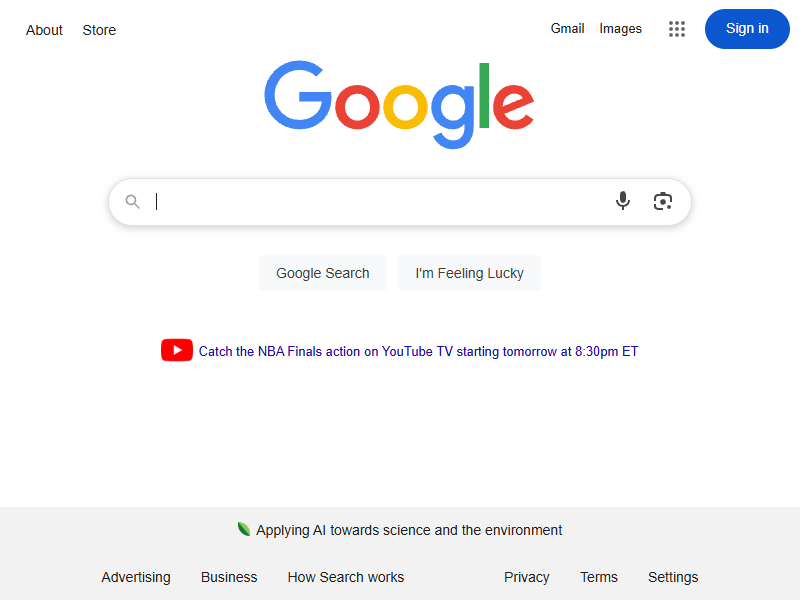 About Store Gmail Images Sign in
Google
Google Search I'm Feeling Lucky
Catch the NBA Finals action on YouTube TV starting tomorrow at 8:30pm ET
Applying AI towards science and the environment
Advertising Business How Search works Privacy Terms Settings